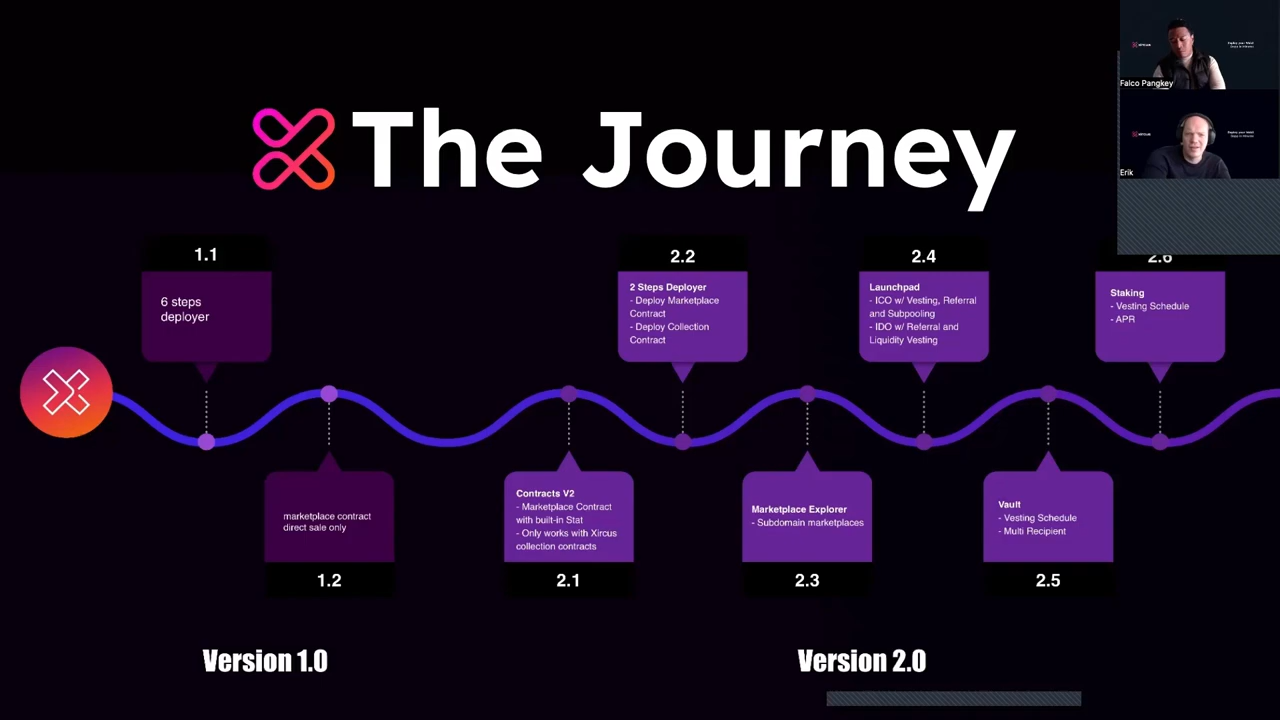 The Journey
Falco Pangkey
Erik
1.1
6 steps
deployer
marketplace contract
direct sale only
1.2
Contracts V2
- Marketplace Contract
with built-in Stat
- Only works with Xircus
collection contracts
2.1
2.2
2 Steps Deployer
- Deploy Marketplace
Contract
- Deploy Collection
Contract
Marketplace Explorer
- Subdomain marketplaces
2.3
2.4
Launchpad
- ICO w/ Vesting, Referral
and Subpooling
- IDO w/ Referral and
Liquidity Vesting
Vault
- Vesting Schedule
- Multi Recipient
2.5
2.6
Staking
- Vesting Schedule
- APR
Version 1.0
Version 2.0